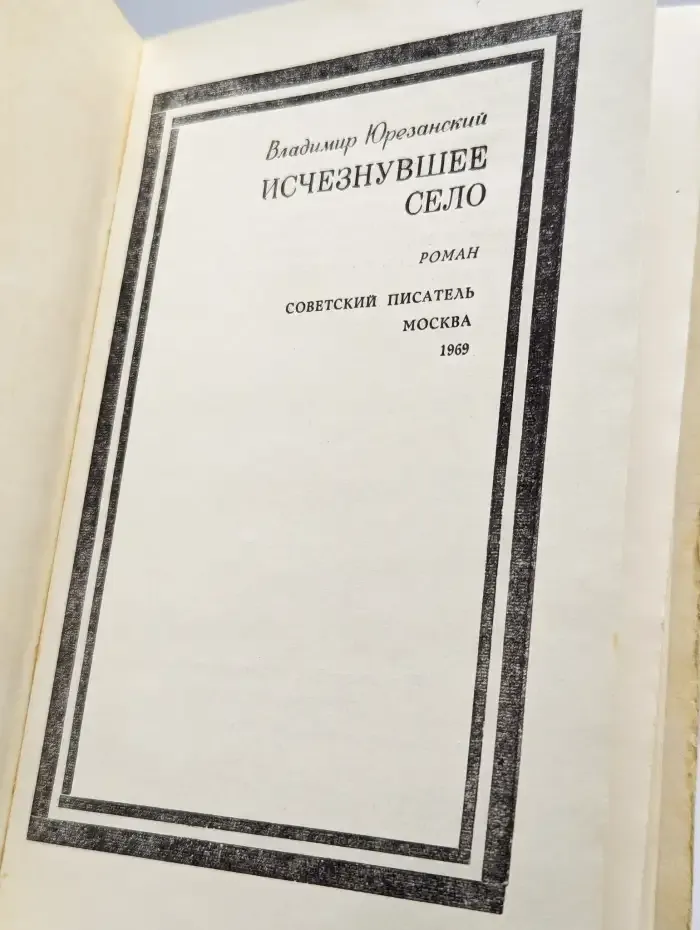 Владимир Юрезанский
ИСЧЕЗНУВШЕЕ
СЕЛО
РОМАН
СОВЕТСКИЙ ПИСАТЕЛЬ
МОСКВА
1969